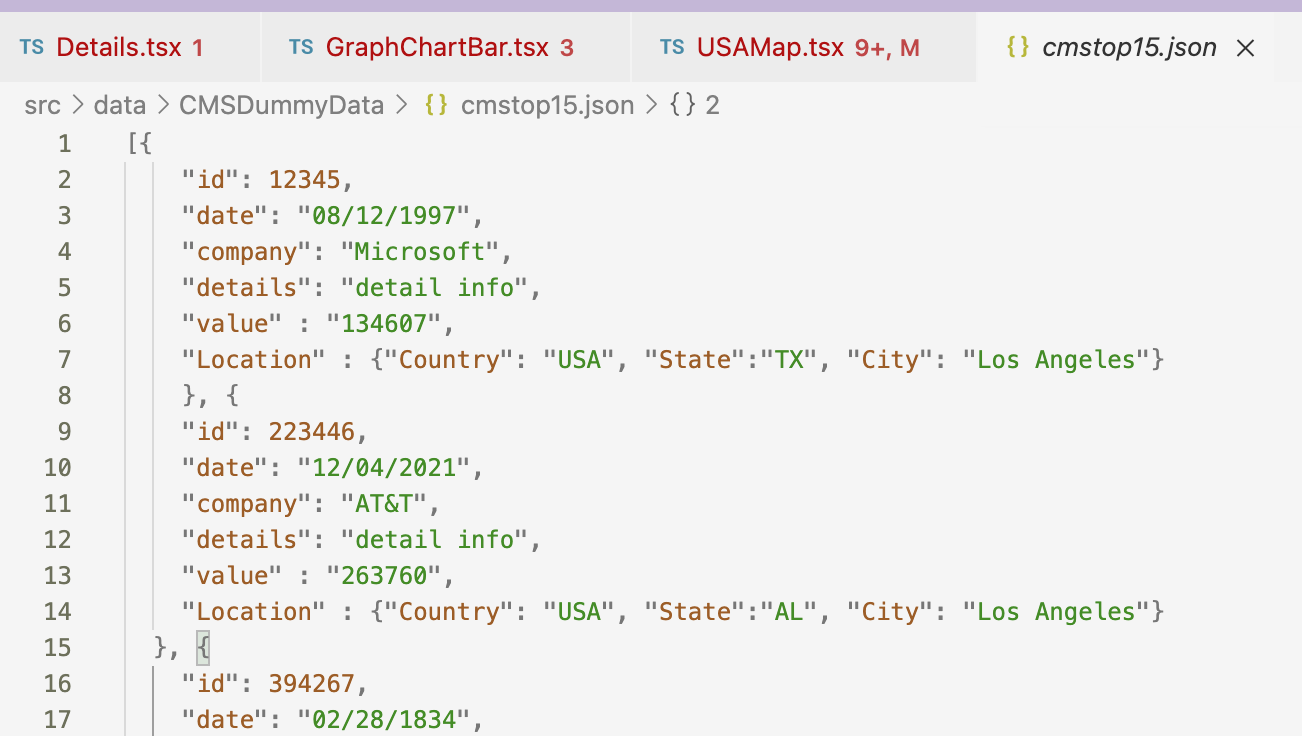 TS Details.tsx 1 TS GraphChartBar.tsx 3 TS USAMap.tsx 9+, M {} cmstop15.json ×
src > data > CMSDummyData > {} cmstop15.json > {} 2
1 [{
2 "id": 12345,
3 "date": "08/12/1997",
4 "company": "Microsoft",
5 "details": "detail info",
6 "value" : "134607",
7 "Location" : {"Country": "USA", "State":"TX", "City": "Los Angeles"}
8 }, {
9 "id": 223446,
10 "date": "12/04/2021",
11 "company": "AT&T",
12 "details": "detail info",
13 "value" : "263760",
14 "Location" : {"Country": "USA", "State":"AL", "City": "Los Angeles"}
15 }, {
16 "id": 394267,
17 "date": "02/28/1834",